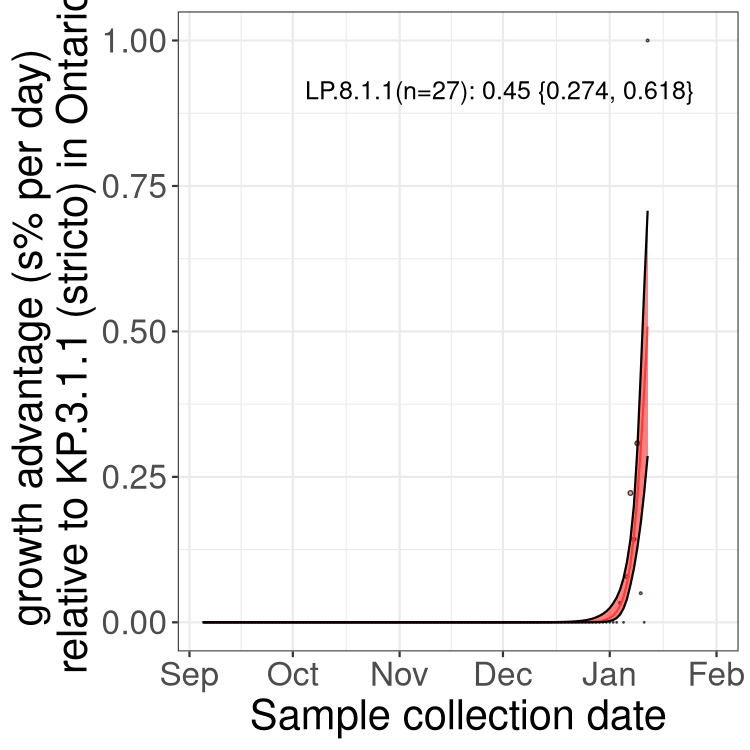 growth advantage (s% per day)
relative to KP.3.1.1 (stricto) in Ontario
1.00
0.75
0.50
0.25
0.00
LP.8.1.1(n=27): 0.45 {0.274, 0.618}
Sep Oct Nov Dec Jan Feb
Sample collection date